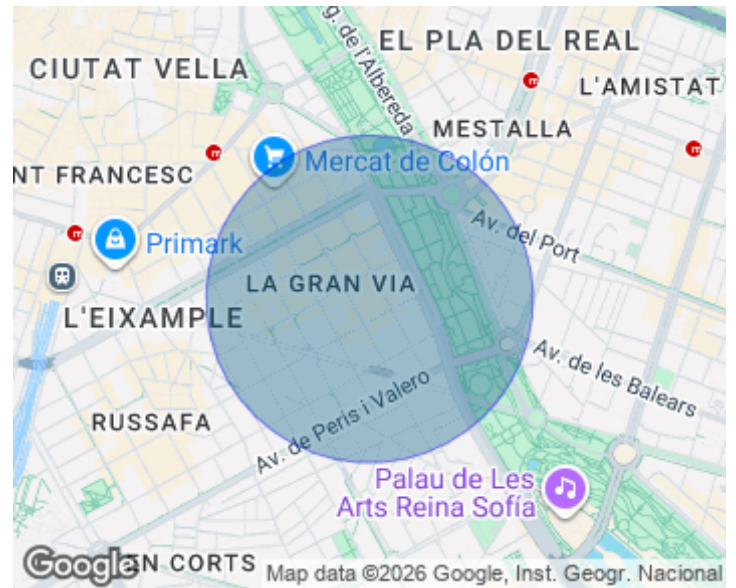 g. de l'Albereda
EL PLA DEL REAL
CIUTAT VELLA
L'AMISTAT
MESTALLA
Mercat de Colón
NT FRANCESC
Av. del Port
Primark
LA GRAN VIA
L'EIXAMPLE
Av. de les Balears
Av. de Peris i Valero
RUSSAFA
Palau de Les
Arts Reina Sofía
Google
EN CORTS
Map data ©2026 Google, Inst. Geogr. Nacional